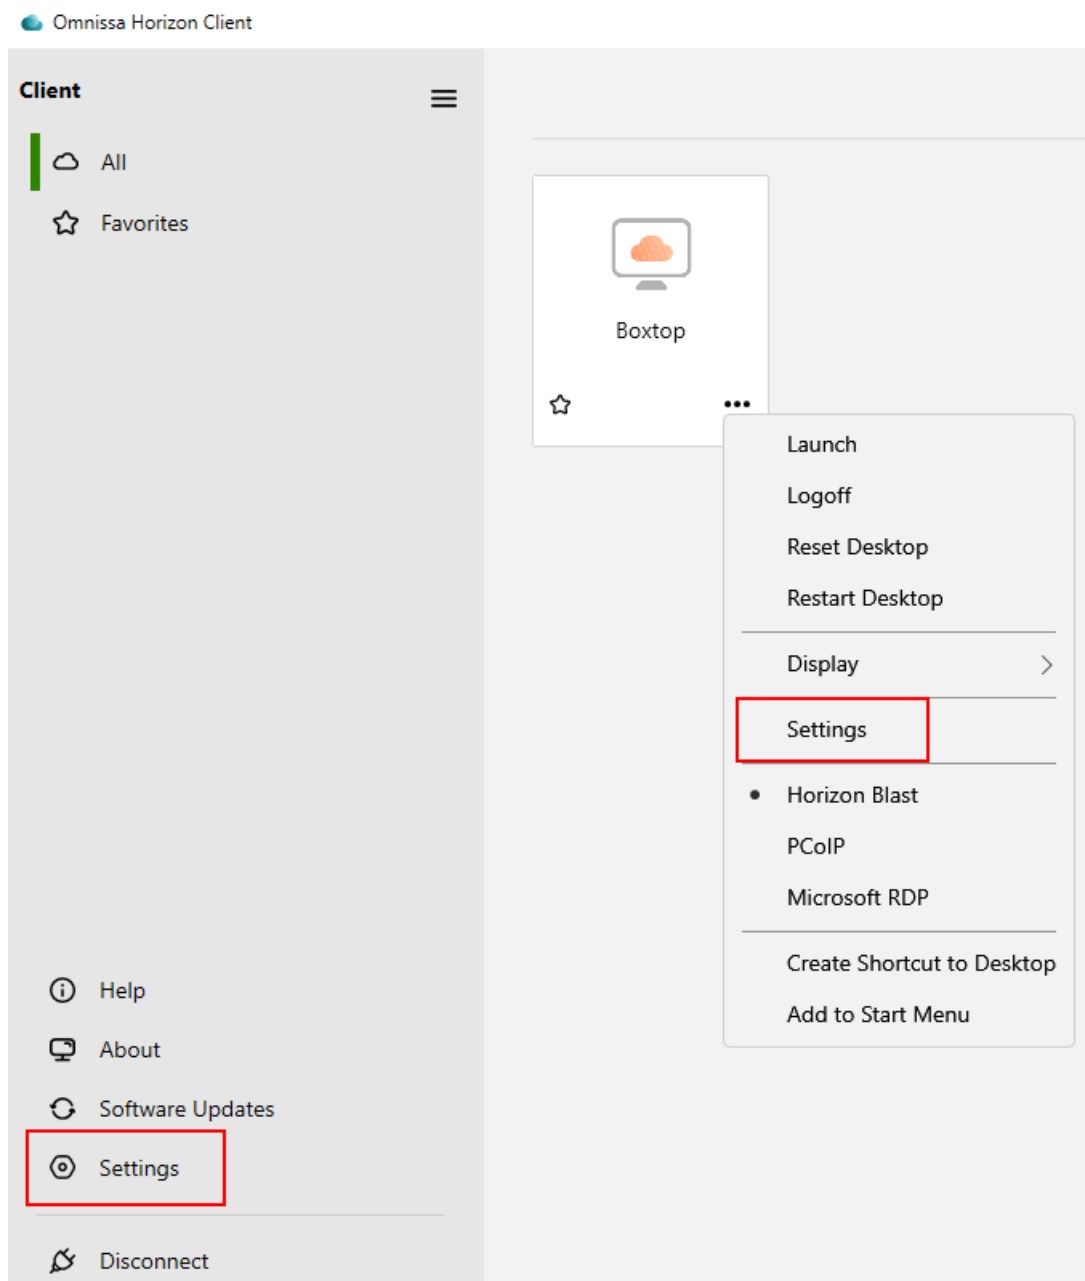 Omnissa Horizon Client
Client
All
Favorites
Boxtop
Launch
Logoff
Reset Desktop
Restart Desktop
Display
Settings
Horizon Blast
PCoIP
Microsoft RDP
Create Shortcut to Desktop
Add to Start Menu
Help
About
Software Updates
Settings
Disconnect